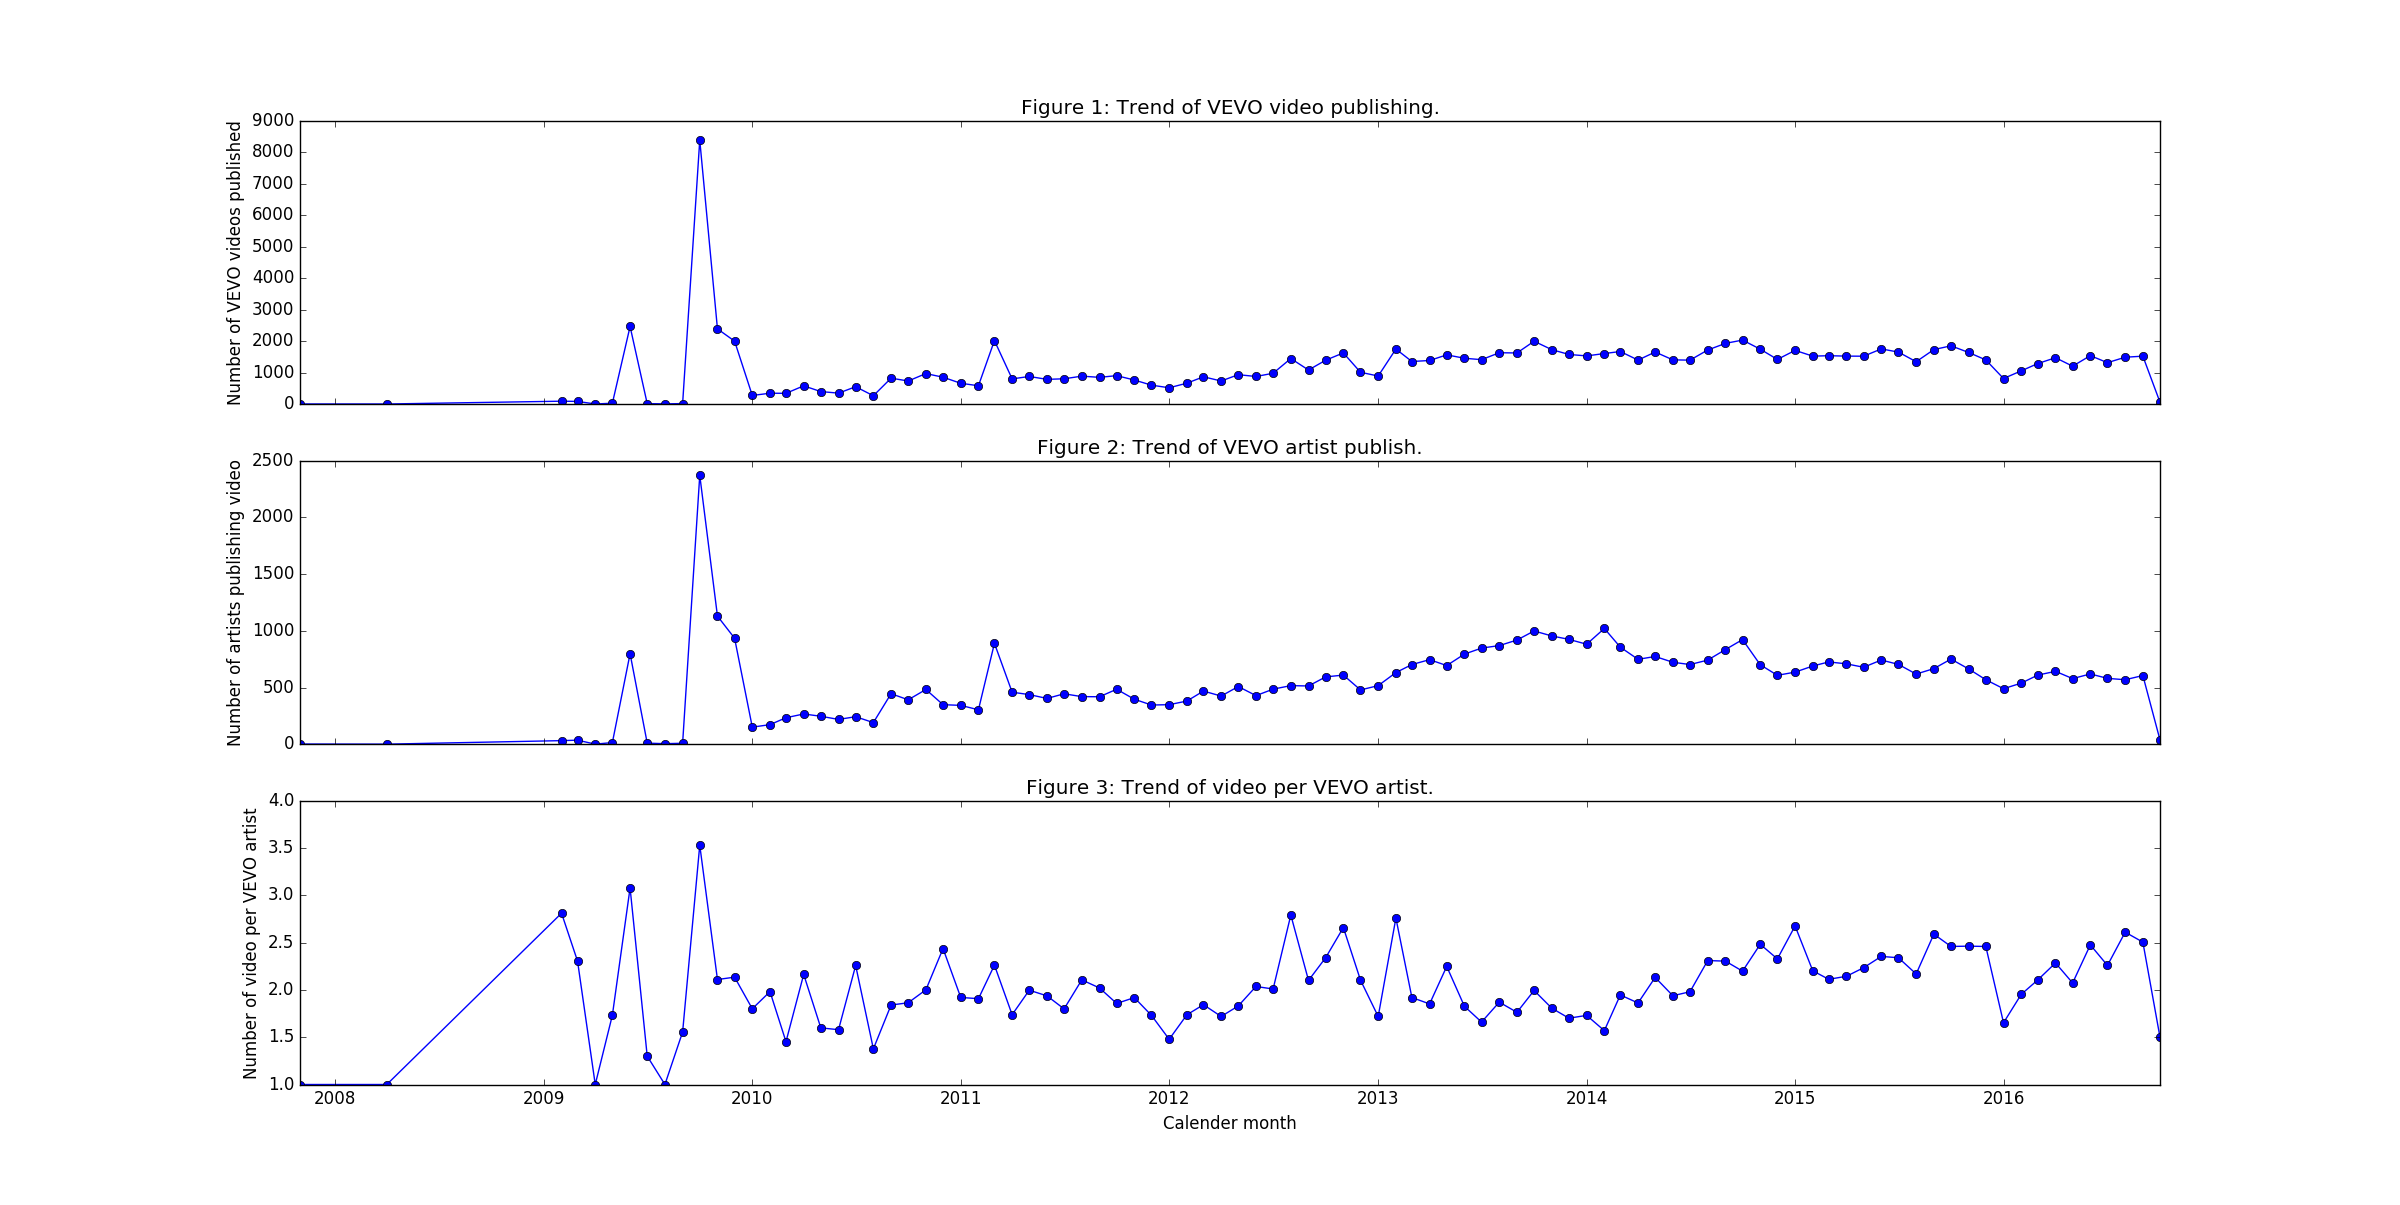 Figure 1: Trend of VEVO video publishing.
Number of VEVO videos published
9000
8000
7000
6000
5000
4000
3000
2000
1000
0
Figure 2: Trend of VEVO artist publish.
Number of artists publishing video
2500
2000
1500
1000
500
0
Figure 3: Trend of video per VEVO artist.
Number of video per VEVO artist
4.0
3.5
3.0
2.5
2.0
1.5
1.0
2008 2009 2010 2011 2012 2013 2014 2015 2016
Calender month